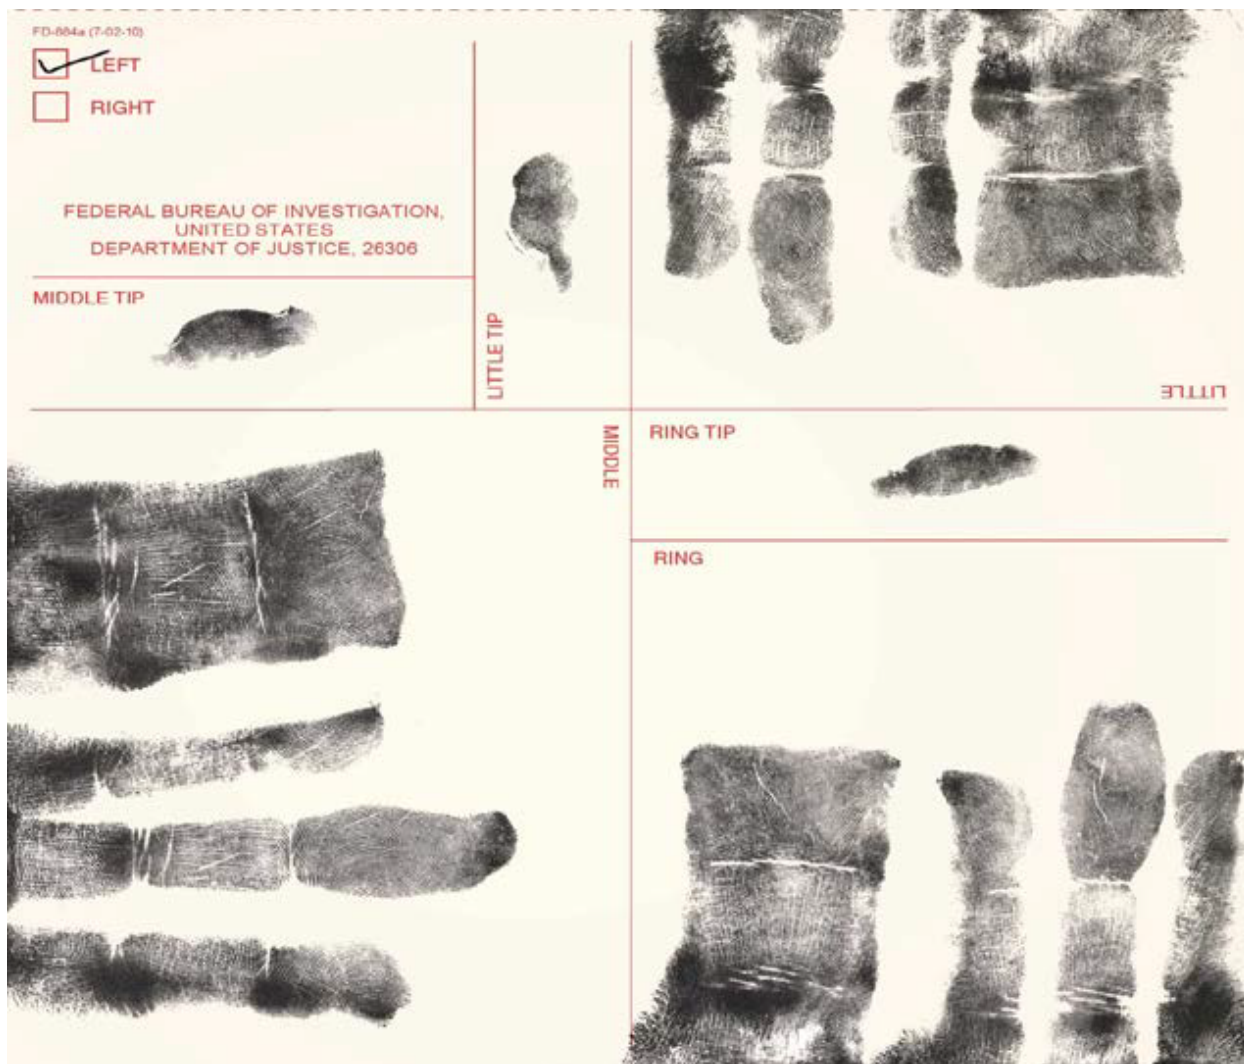 FD-884a (7-02-10)
LEFT
RIGHT
FEDERAL BUREAU OF INVESTIGATION,
UNITED STATES
DEPARTMENT OF JUSTICE, 26306
MIDDLE TIP
LITTLE TIP
LITTLE
MIDDLE
RING TIP
RING